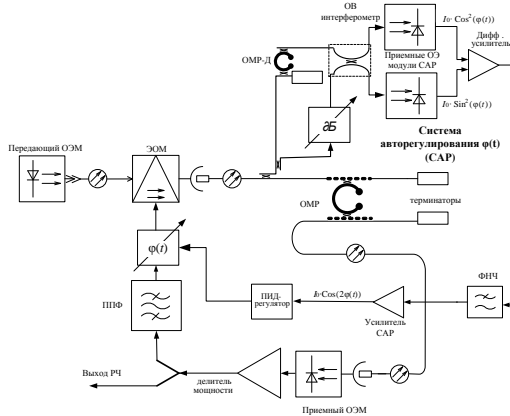 ОВ
интерферометр
I₀·Cos²(φ(t))
Дифф.
усилитель
ОМР-Д
Приемные ОЭ
модули САР
I₀·Sin²(φ(t))
∂Б
Система
авторегулирования φ(t)
(САР)
Передающий ОЭМ
ЭОМ
ОМР
терминаторы
φ(t)
ППФ
ПИД-
регулятор
I₀·Cos(2φ(t))
Усилитель
САР
ФНЧ
Выход РЧ
делитель
мощности
Приемный ОЭМ